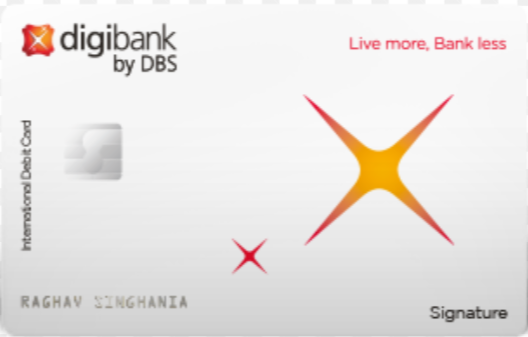 digibank
by DBS
Live more, Bank less
International Debit Card
RAGHAV SINGHANIA
Signature